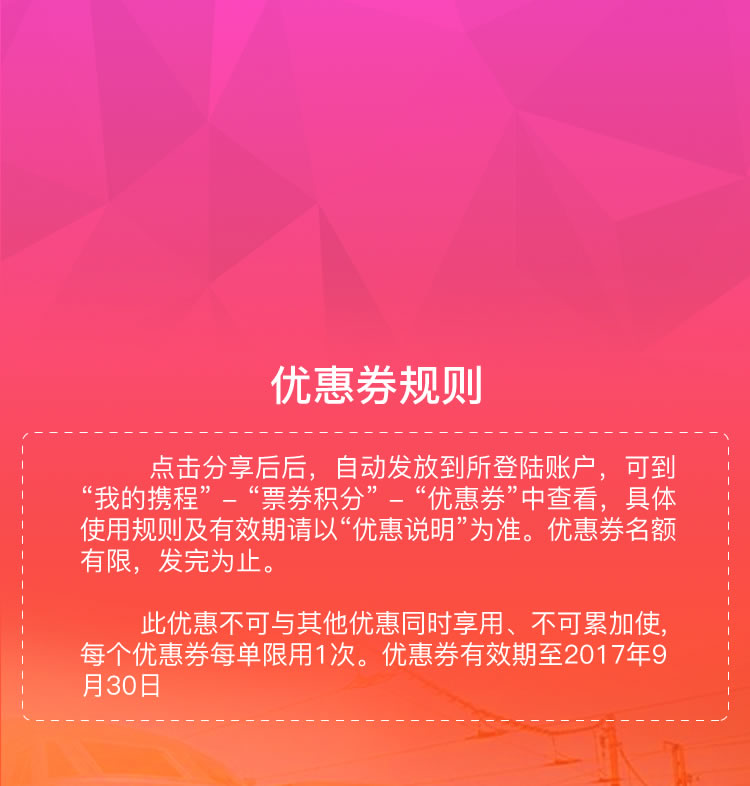 优惠券规则
点击分享后后，自动发放到所登陆账户，可到
“我的携程” - “票券积分” - “优惠券”中查看，具体
使用规则及有效期请以“优惠说明”为准。优惠券名额
有限，发完为止。
此优惠不可与其他优惠同时享用、不可累加使,
每个优惠券每单限用1次。优惠券有效期至2017年9
月30日